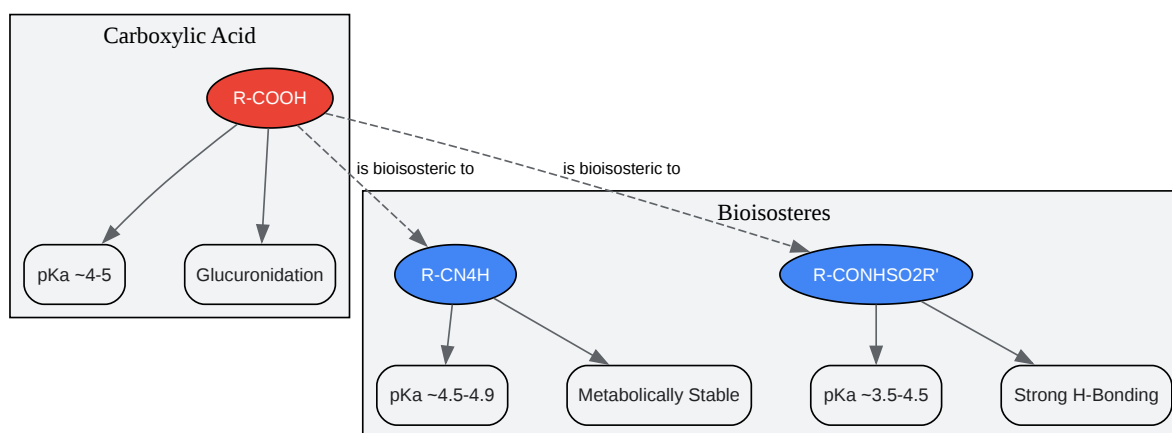 Carboxylic Acid
R-COOH
is bioisosteric to
is bioisosteric to
Bioisosteres
pKa ~4-5
Glucuronidation
R-CN4H
R-CONHSO2R'
pKa ~4.5-4.9
Metabolically Stable
pKa ~3.5-4.5
Strong H-Bonding